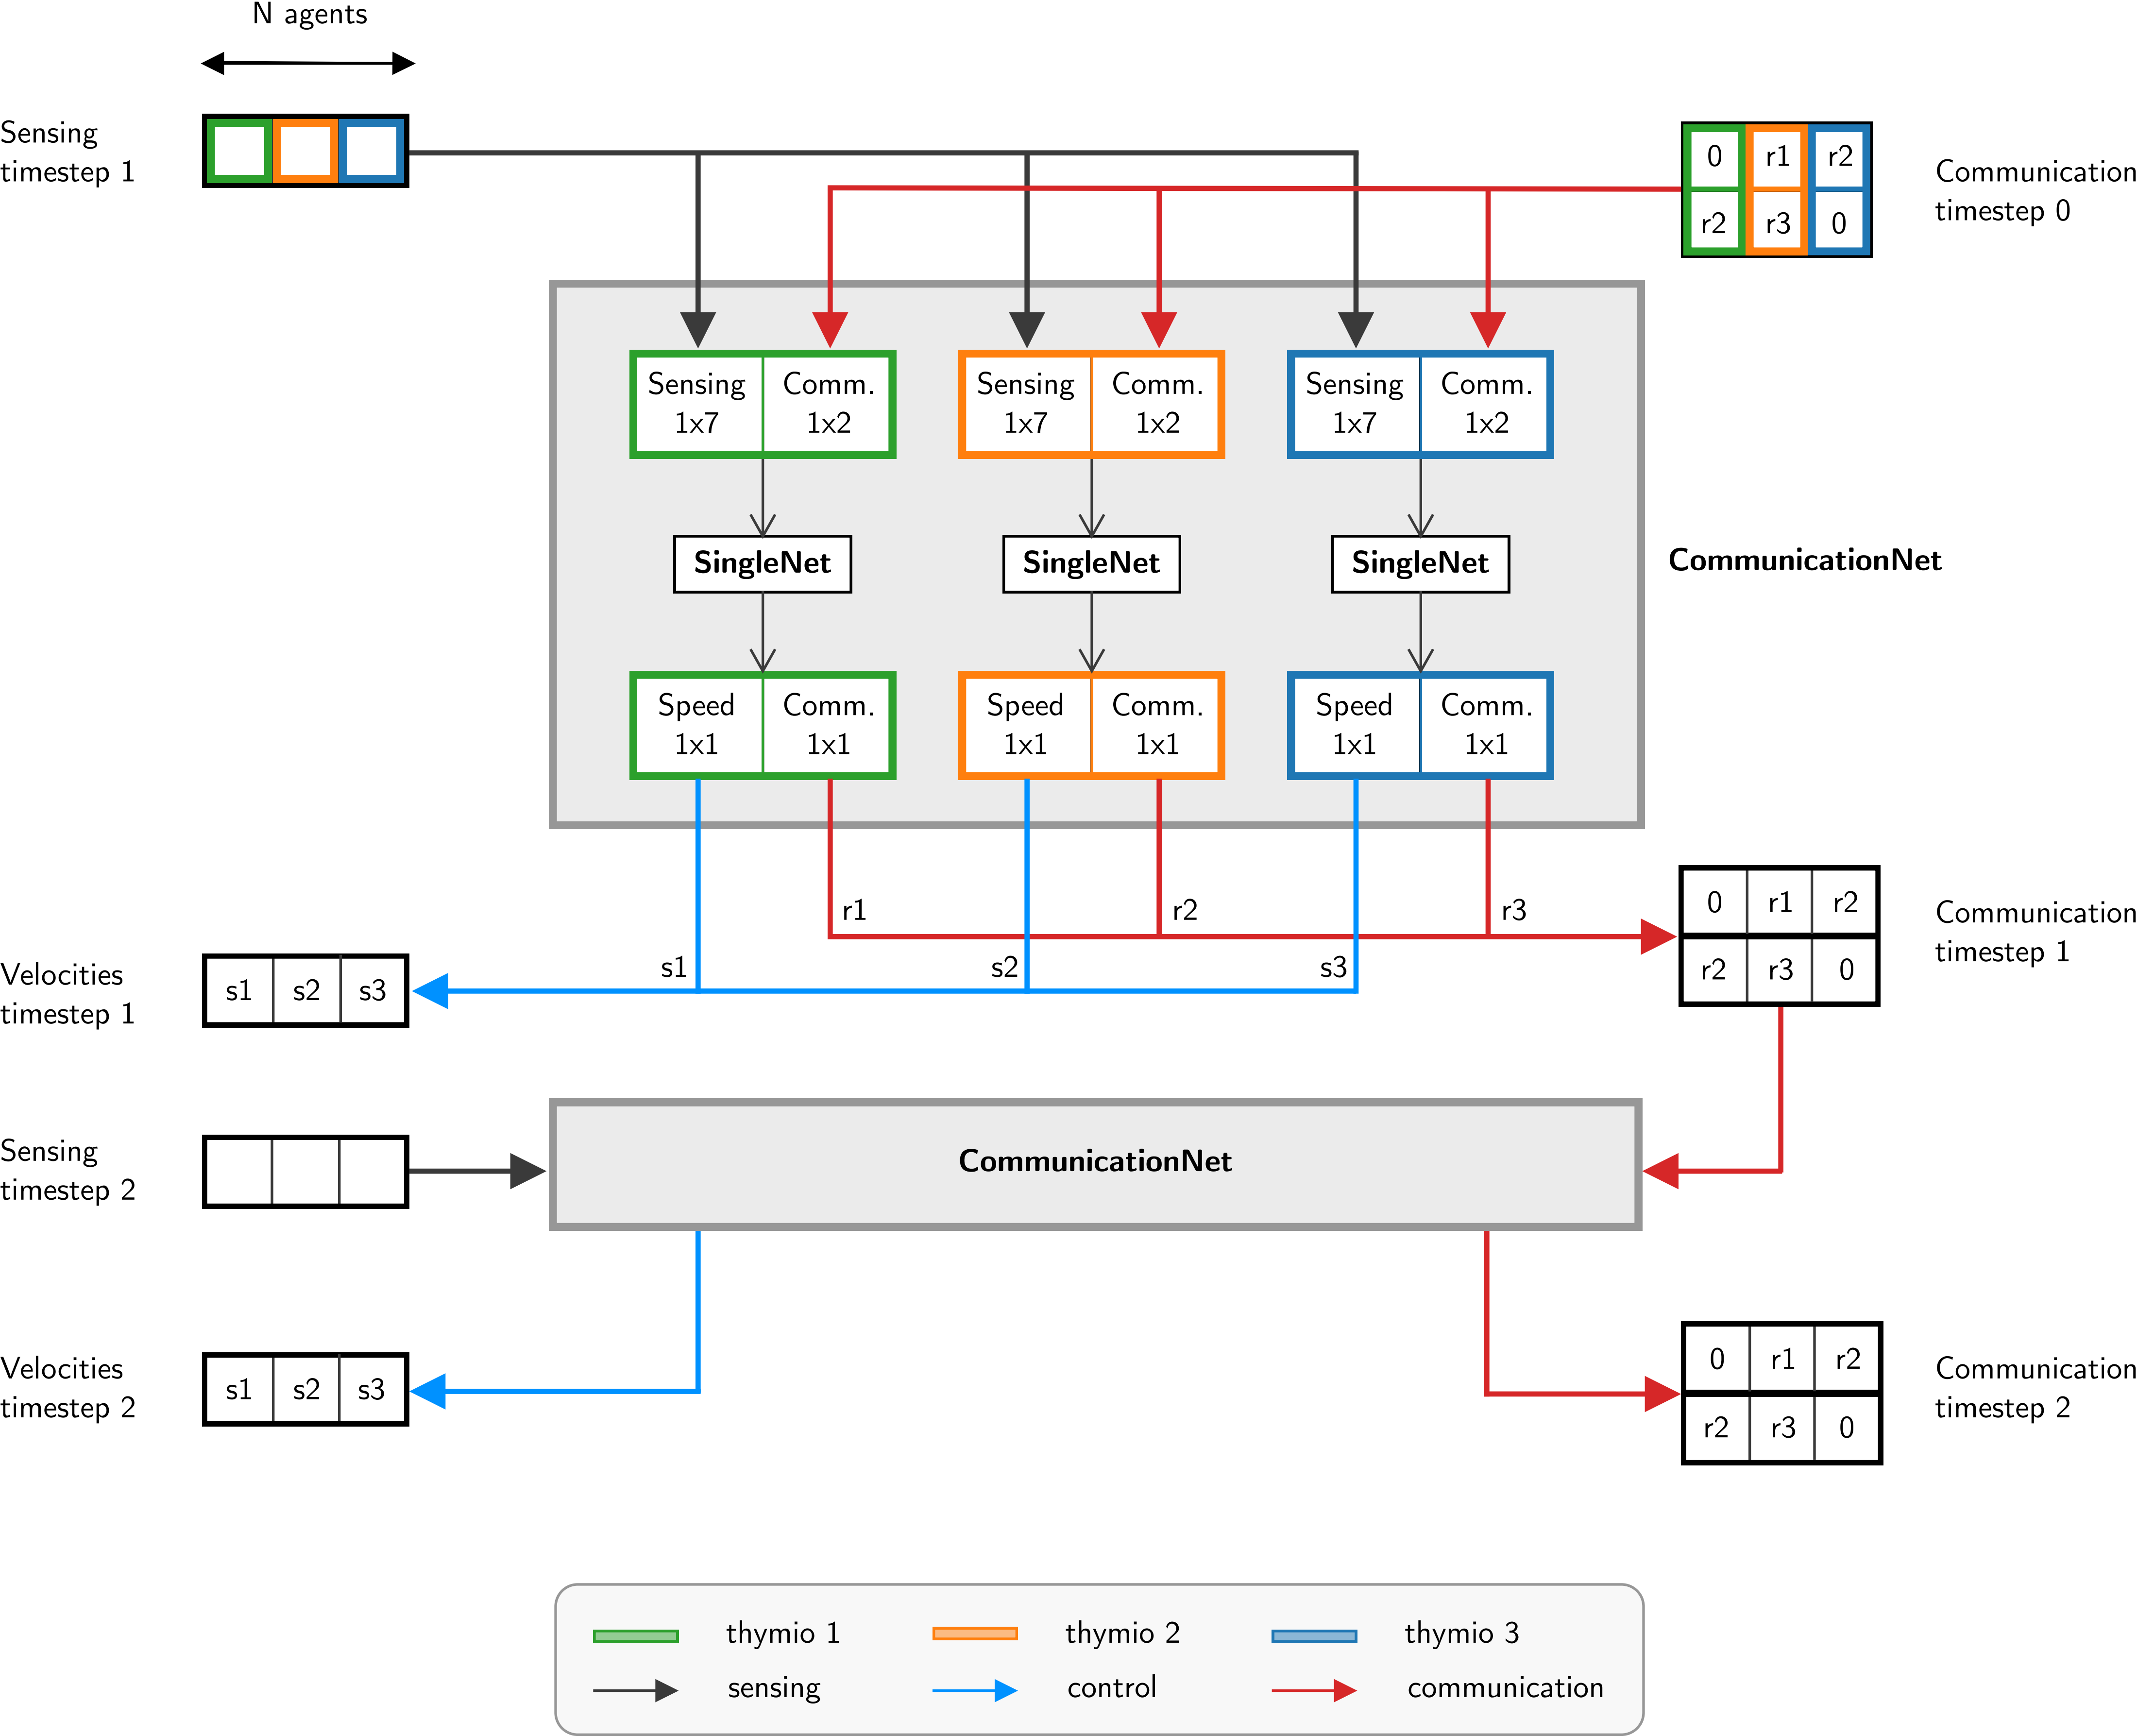 N agents
Sensing
timestep 1
0 r1 r2
r2 r3 0
Communication
timestep 0
Sensing
1x7
Comm.
1x2
Sensing
1x7
Comm.
1x2
Sensing
1x7
Comm.
1x2
SingleNet
SingleNet
SingleNet
CommunicationNet
Speed
1x1
Comm.
1x1
Speed
1x1
Comm.
1x1
Speed
1x1
Comm.
1x1
r1
r2
r3
s1
s2
s3
0 r1 r2
r2 r3 0
Communication
timestep 1
Velocities
timestep 1
s1 s2 s3
Sensing
timestep 2
CommunicationNet
Velocities
timestep 2
s1 s2 s3
0 r1 r2
r2 r3 0
Communication
timestep 2
thymio 1
thymio 2
thymio 3
sensing
control
communication